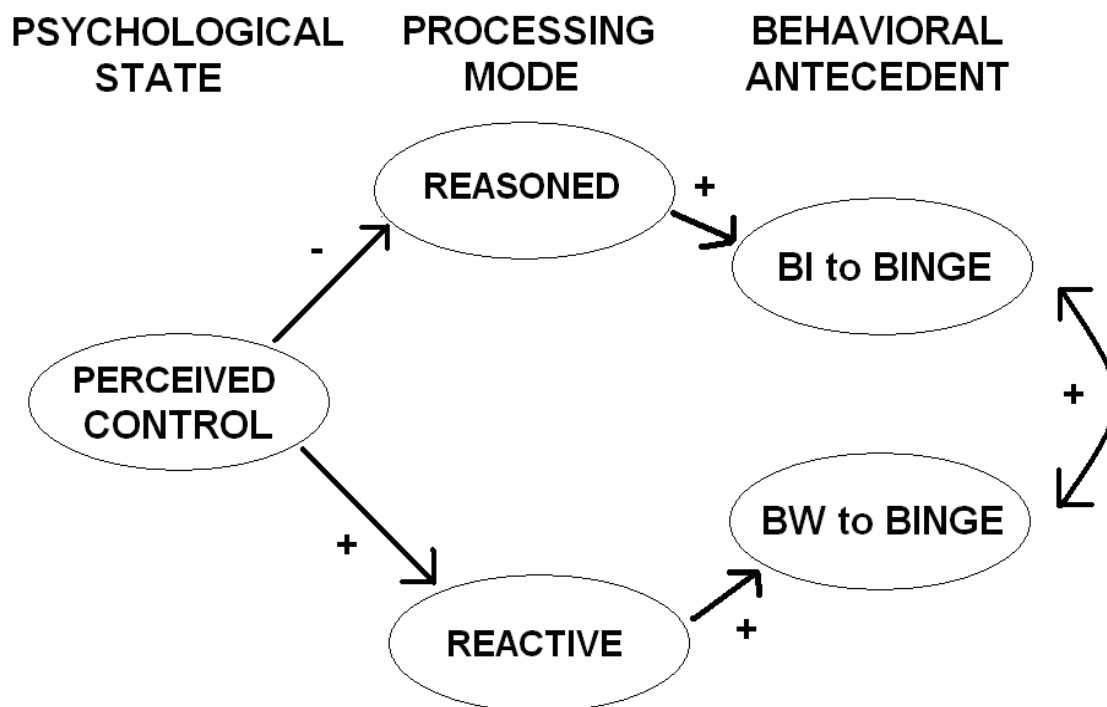 PSYCHOLOGICAL
STATE
PROCESSING
MODE
BEHAVIORAL
ANTECEDENT
REASONED
+
-
BI to BINGE
PERCEIVED
CONTROL
+
+
BW to BINGE
REACTIVE
+